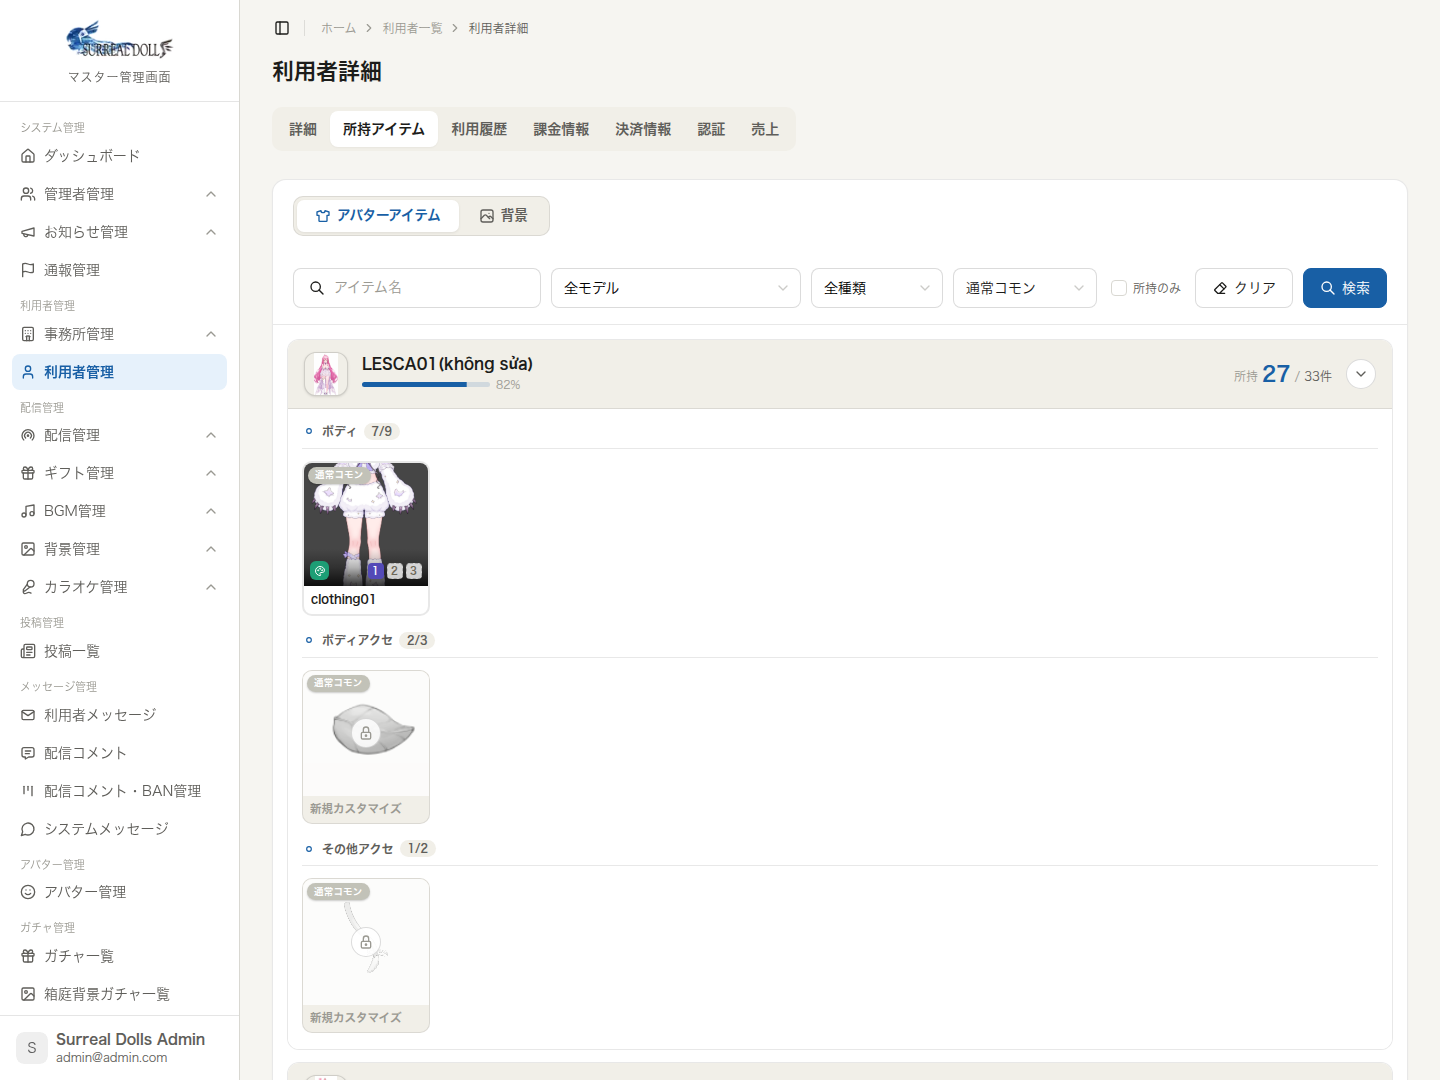 SURREAL DOLL
マスター管理画面
システム管理
ダッシュボード
管理者管理
お知らせ管理
通報管理
利用者管理
事務所管理
利用者管理
配信管理
配信管理
ギフト管理
BGM管理
背景管理
カラオケ管理
投稿管理
投稿一覧
メッセージ管理
利用者メッセージ
配信コメント
配信コメント・BAN管理
システムメッセージ
アバター管理
アバター管理
ガチャ管理
ガチャ一覧
箱庭背景ガチャ一覧
S
Surreal Dolls Admin
admin@admin.com
ホーム > 利用者一覧 > 利用者詳細
利用者詳細
詳細 所持アイテム 利用履歴 課金情報 決済情報 認証 売上
アバターアイテム 背景
アイテム名 全モデル 全種類 通常コモン 所持のみ クリア 検索
LESCA01(không sửa)
82%
所持 27 / 33件
ボディ 7/9
通常コモン
1 2 3
clothing01
ボディアクセ 2/3
通常コモン
新規カスタマイズ
その他アクセ 1/2
通常コモン
新規カスタマイズ